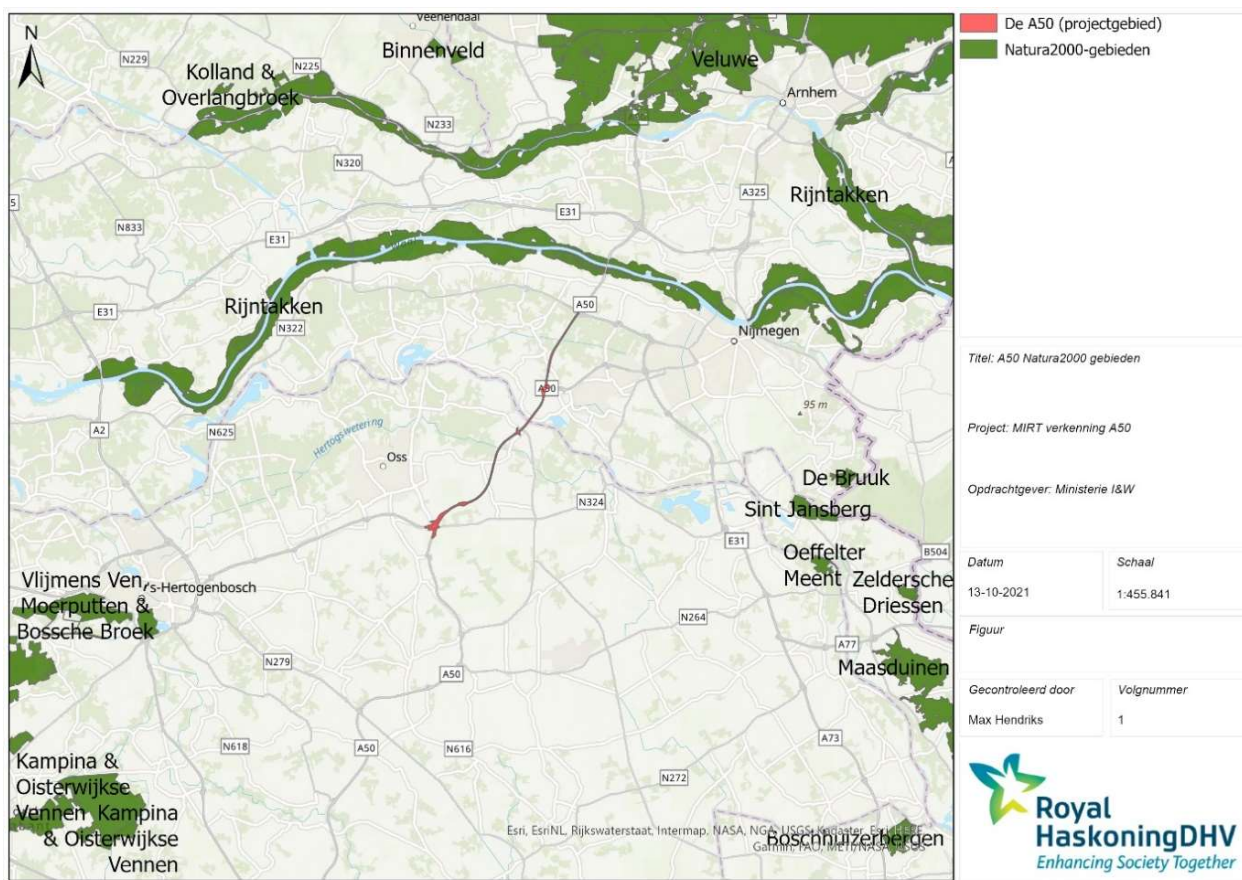 De A50 (projectgebied)
Natura2000-gebieden
N
Veenendaal
Binnenveld
Veluwe
N229
N225
Kolland &
Overlangbroek
Arnhem
N233
N320
A325
Rijntakken
N833
E31
E31
Rijntakken
E31
N322
A50
Nijmegen
A50
95 m
A2
N625
Hertogswetering
Oss
De Bruuk
Sint Jansberg
N324
E31
B504
Oeffelter
Meent
Zeldersche
Driessen
Vlijmens Ven,
Moerputten &
Bossche Broek
's-Hertogenbosch
N264
A77
Maasduinen
N279
A50
N618
A50
N616
A73
N272
Kampina &
Oisterwijkse
Vennen Kampina
& Oisterwijkse
Vennen
Boschhuizerbergen
Esri, EsriNL, Rijkswaterstaat, Intermap, NASA, NGA, USGS, Kadaster, Esri, HERE,
Garmin, FAO, METI/NASA, USGS
Titel: A50 Natura2000 gebieden
Project: MIRT verkenning A50
Opdrachtgever: Ministerie I&W
Datum
13-10-2021
Schaal
1:455.841
Figuur
Gecontroleerd door
Max Hendriks
Volgnummer
1
Royal
HaskoningDHV
Enhancing Society Together